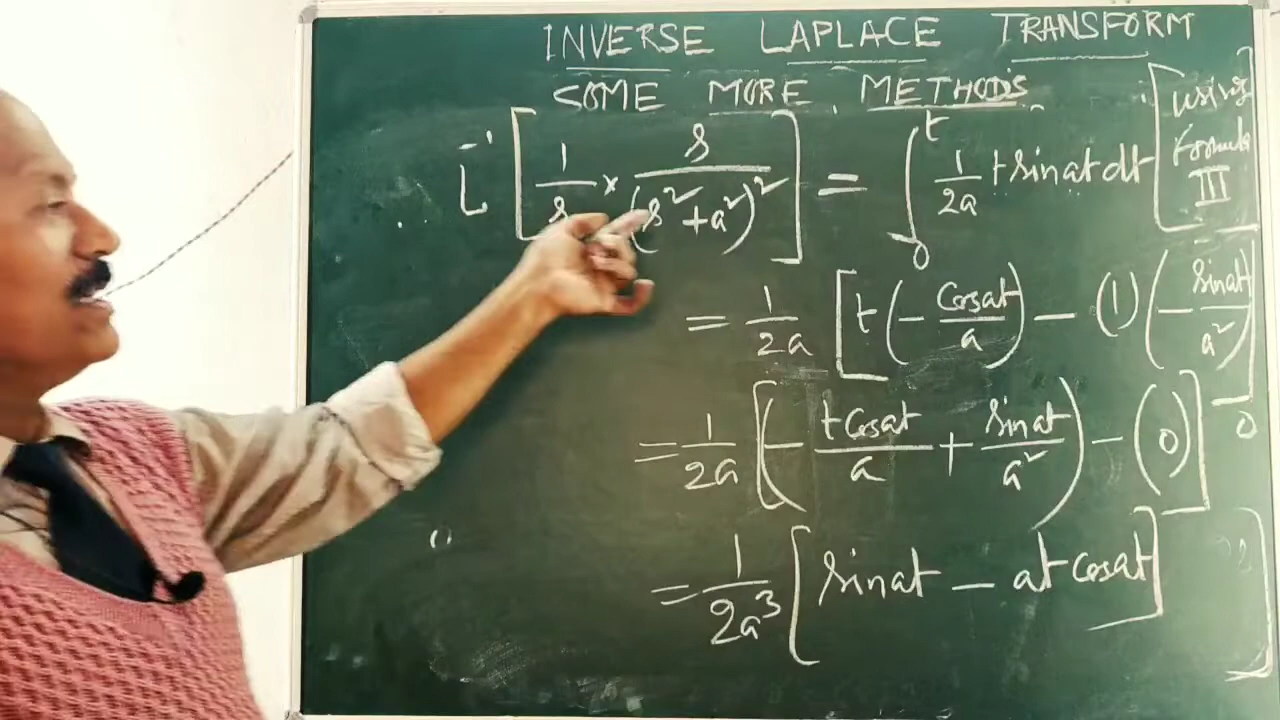 INVERSE LAPLACE TRANSFORM
SOME MORE METHODS
L⁻¹ [ 1/s × s/(s²+a²)² ] = ∫₀ᵗ 1/2a t sinat dt [using Formula III]
= 1/2a [ t(- Cosat/a) - (1)(- sinat/a²) ]₀
= 1/2a [ (- tCosat/a + sinat/a²) - (0) ]
= 1/2a³ [ sinat - at cosat ]